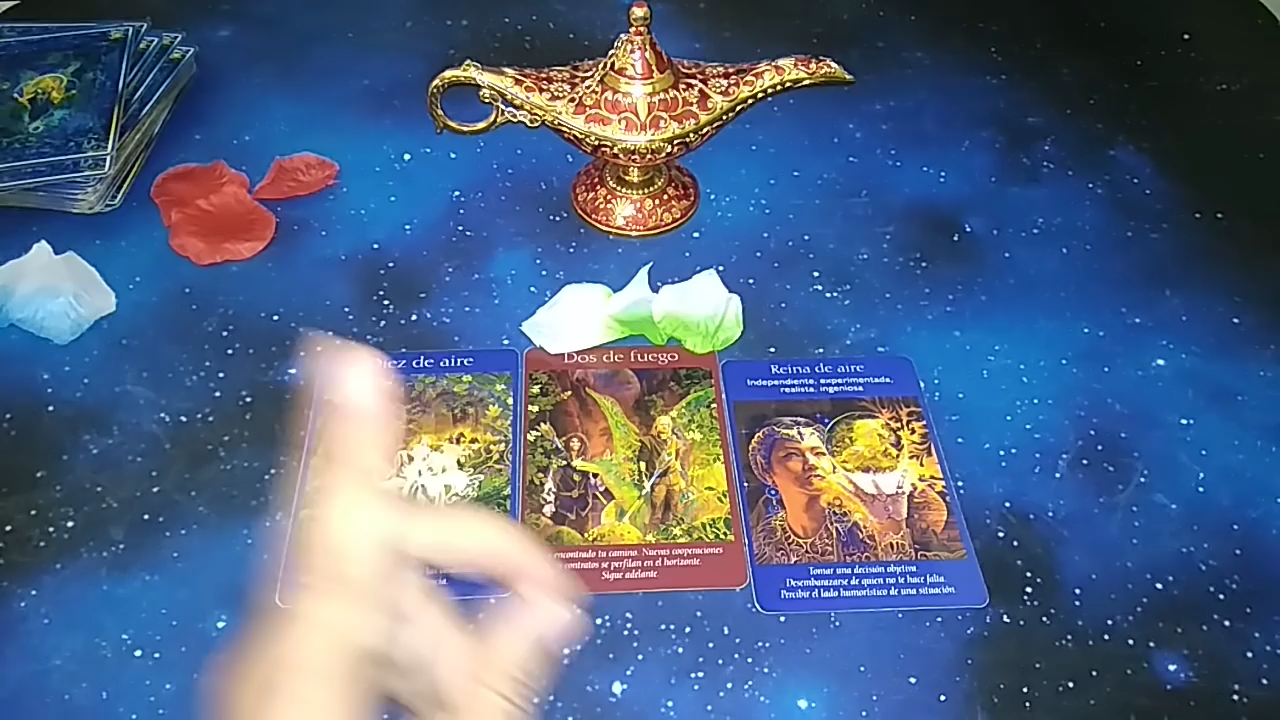 de aire
Dos de fuego
Reina de aire
Independiente, experimentada,
realista, ingeniosa
encontrado tu camino. Nuevas cooperaciones
contratos se perfilan en el horizonte.
Sigue adelante
Tomar una decisión objetiva.
Desembarazarse de quien no te hace falta.
Percibir el lado humorístico de una situación